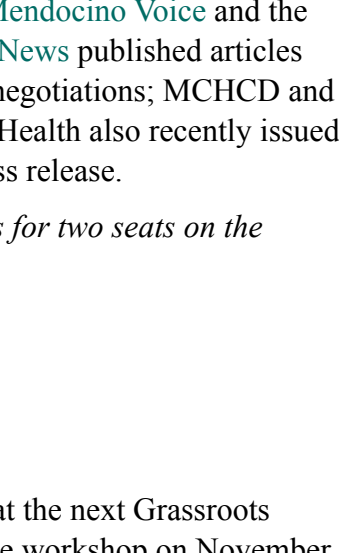 Mendocino Voice and the
News published articles
negotiations; MCHCD and
Health also recently issued
release.
for two seats on the
at the next Grassroots
workshop on November